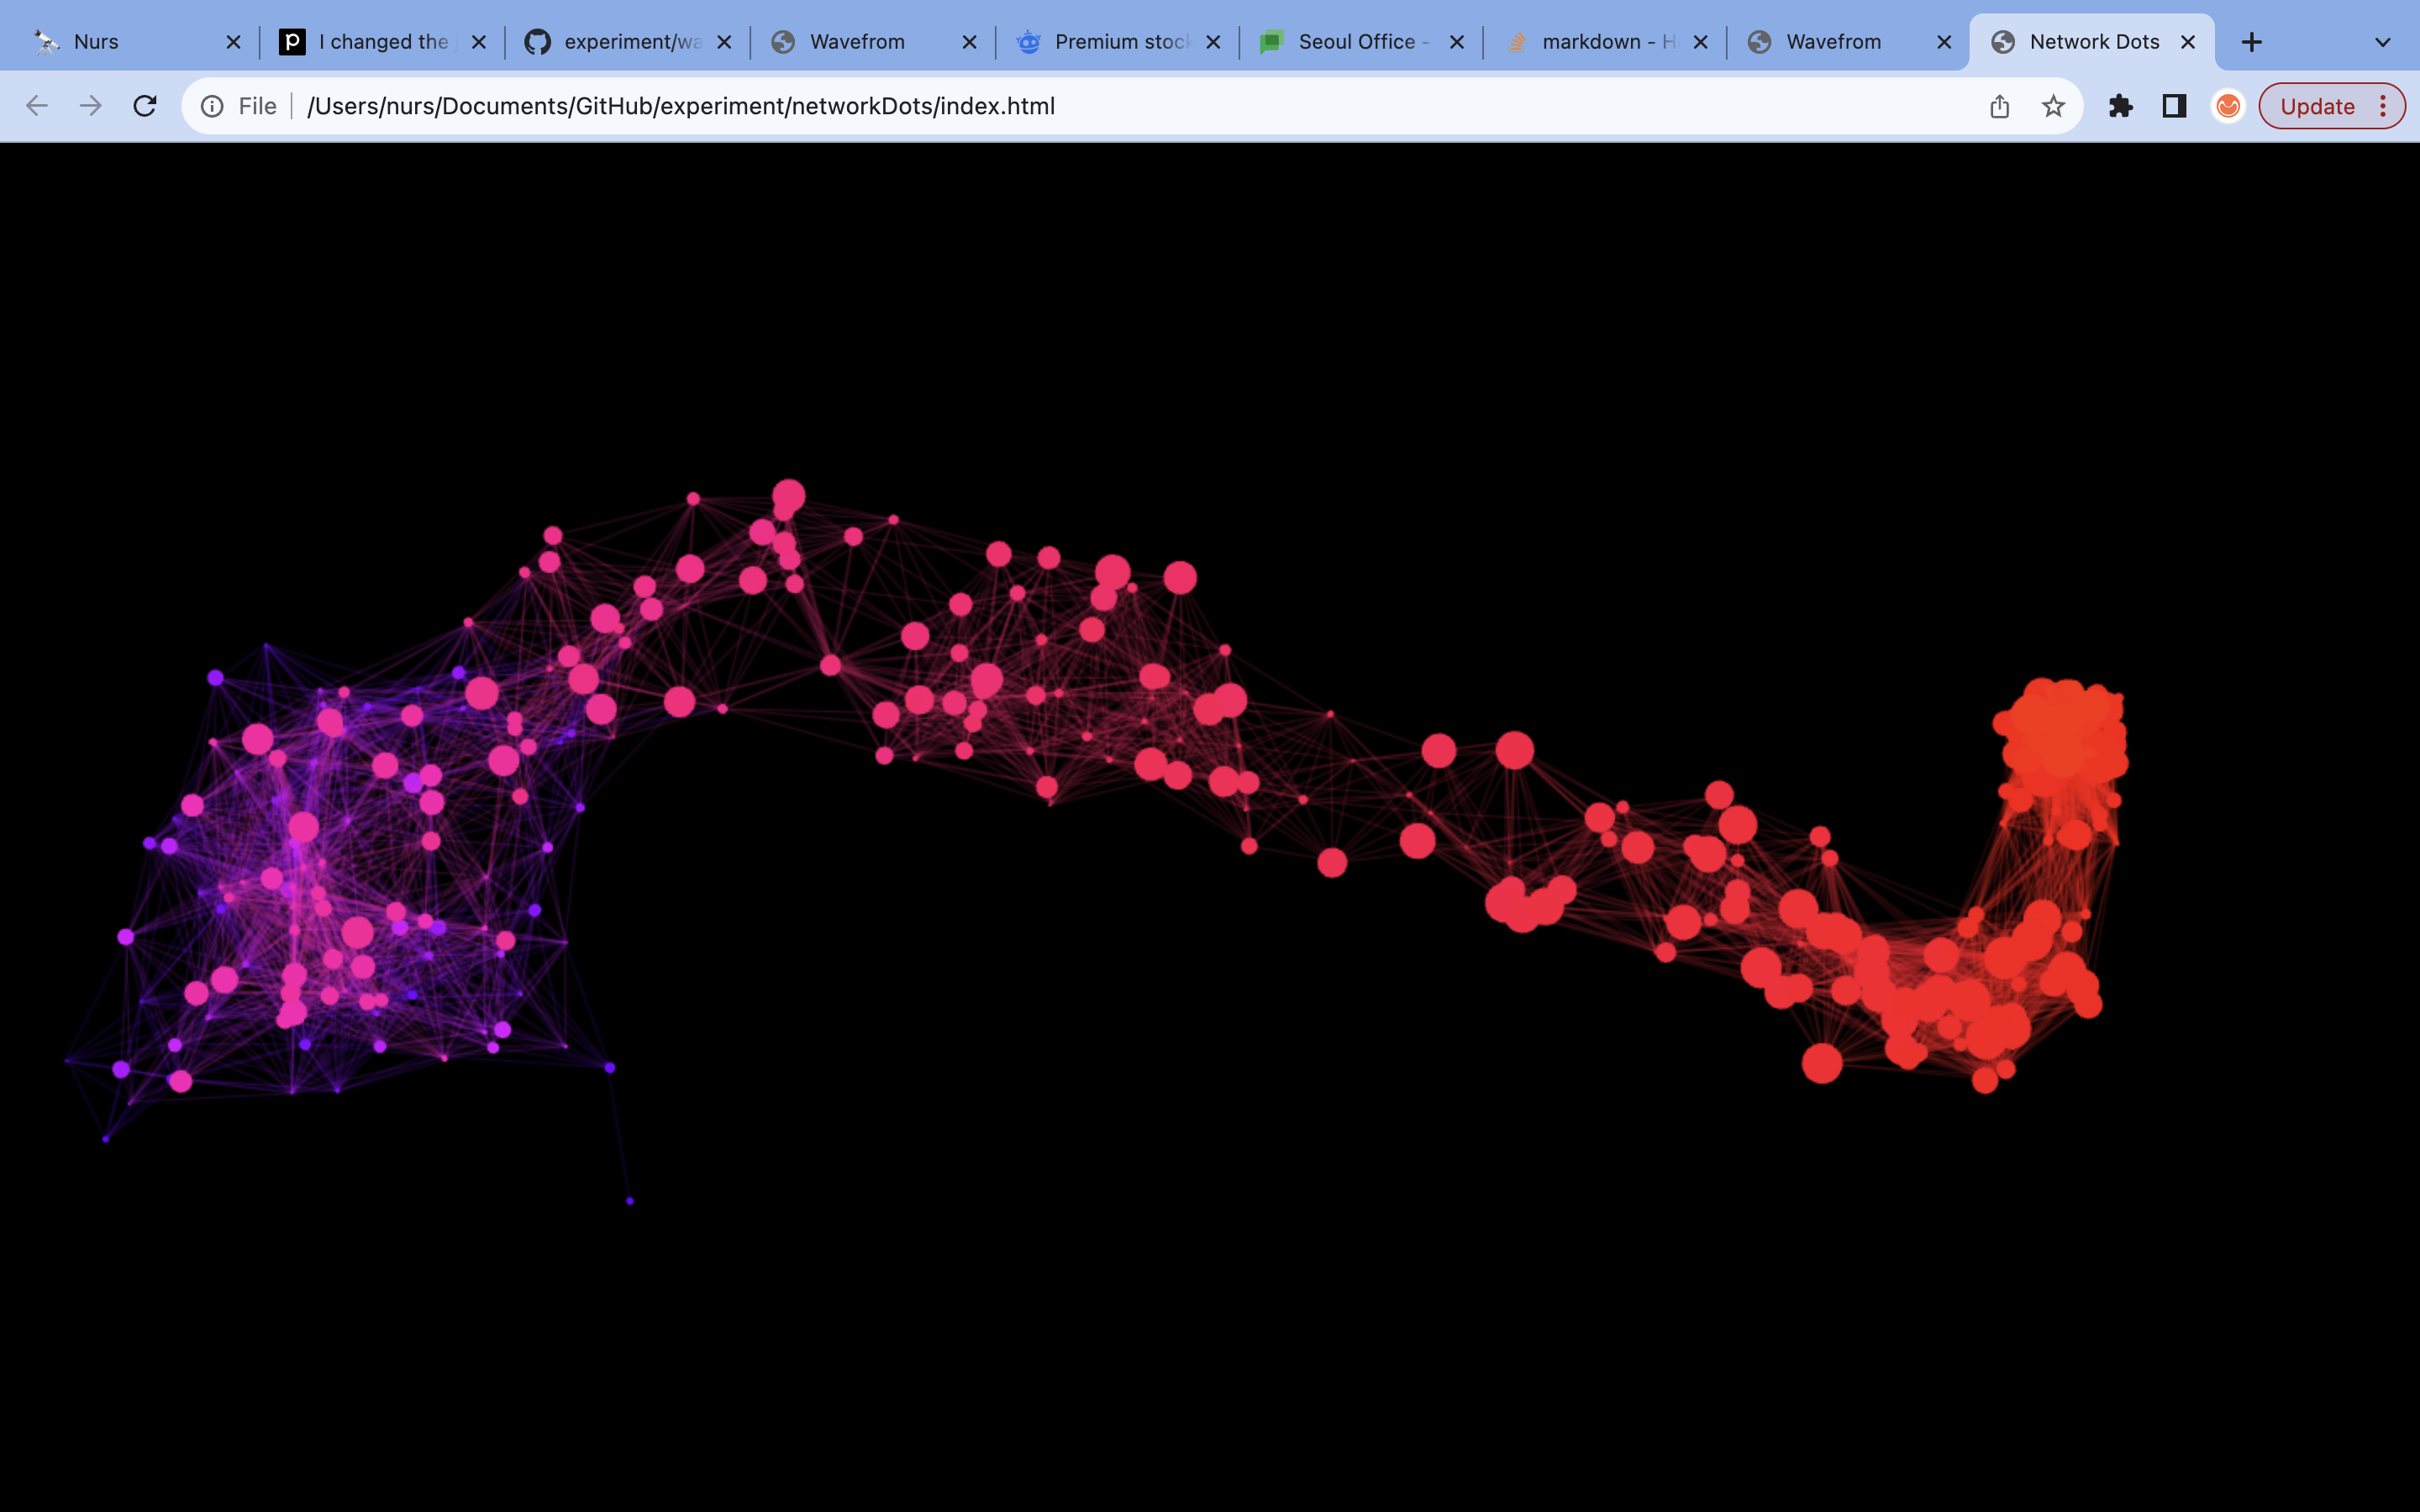 Nurs
I changed the
experiment/wa
Wavefrom
Premium stock
Seoul Office -
markdown - H
Wavefrom
Network Dots
File
/Users/nurs/Documents/GitHub/experiment/networkDots/index.html
Update